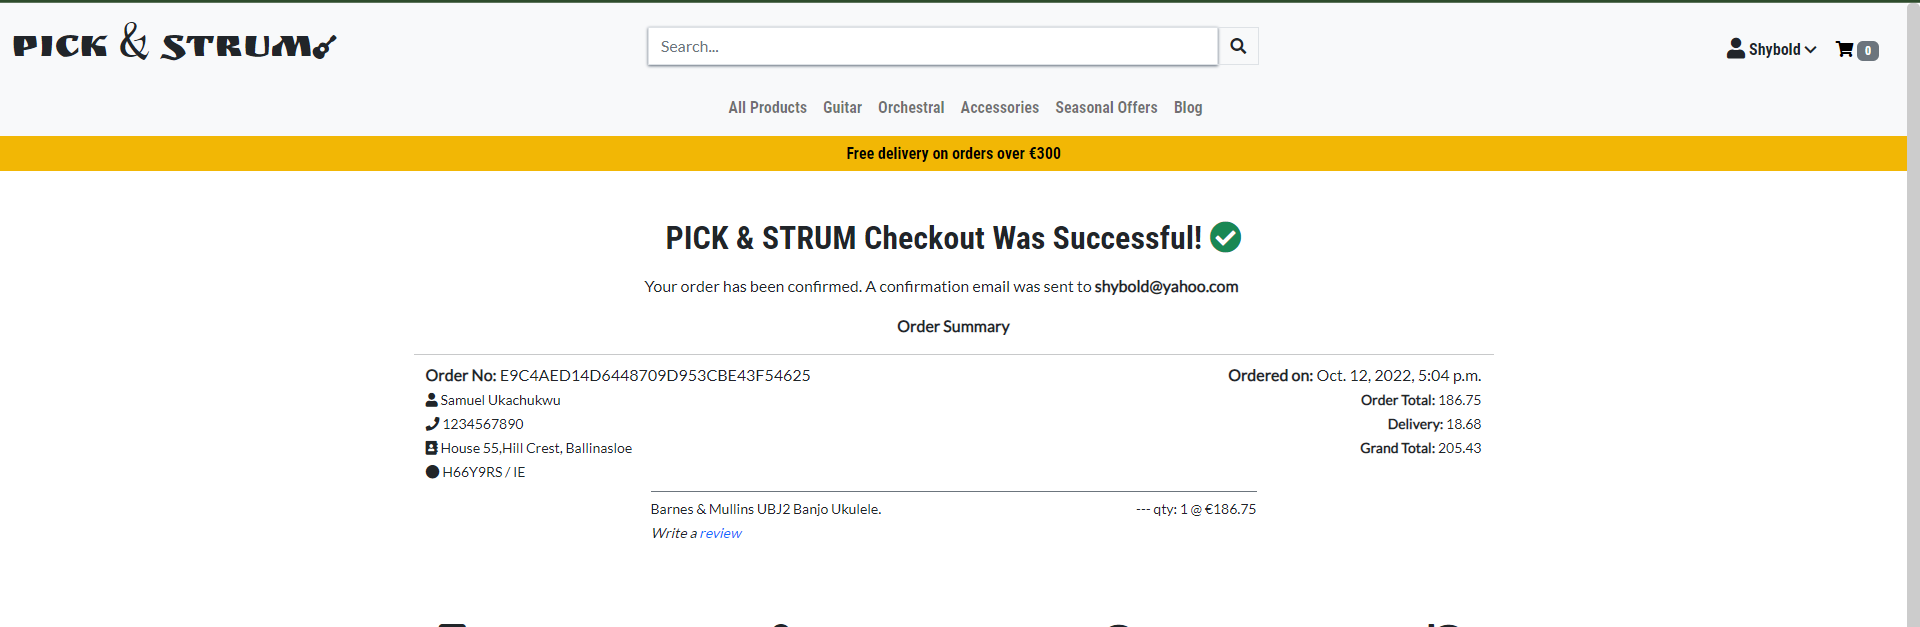 PICK & STRUM
Search...
Shybold
0
All Products Guitar Orchestral Accessories Seasonal Offers Blog
Free delivery on orders over €300
PICK & STRUM Checkout Was Successful!
Your order has been confirmed. A confirmation email was sent to shybold@yahoo.com
Order Summary
Order No: E9C4AED14D6448709D953CBE43F54625
Ordered on: Oct. 12, 2022, 5:04 p.m.
Samuel Ukachukwu
Order Total: 186.75
1234567890
Delivery: 18.68
House 55,Hill Crest, Ballinasloe
Grand Total: 205.43
H66Y9RS / IE
Barnes & Mullins UBJ2 Banjo Ukulele. --- qty: 1 @ €186.75
Write a review